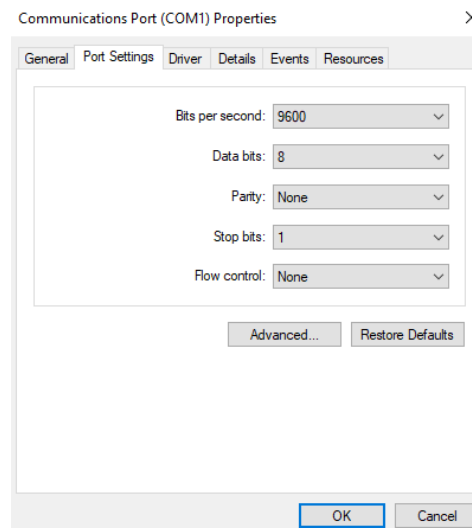 Communications Port (COM1) Properties
General Port Settings Driver Details Events Resources
Bits per second: 9600
Data bits: 8
Parity: None
Stop bits: 1
Flow control: None
Advanced... Restore Defaults
OK Cancel